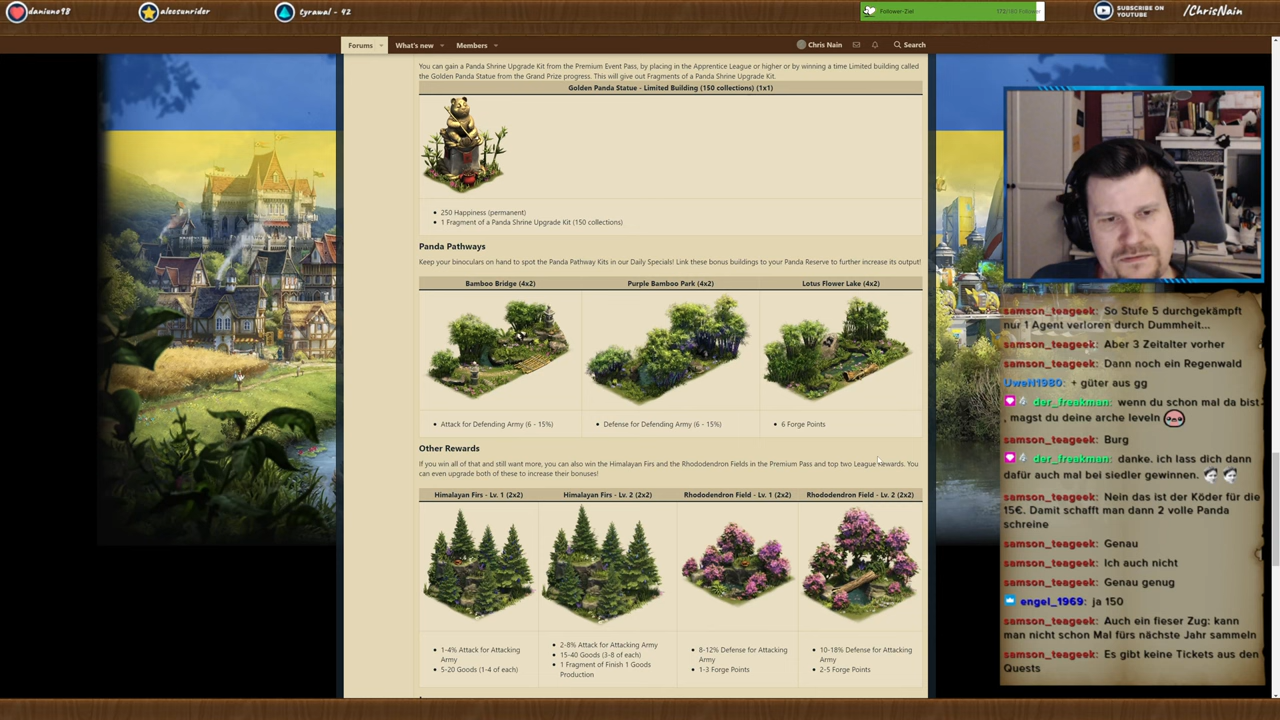 daniano98
aleosunrider
tyrawal - 42
Follower-Ziel
SUBSCRIBE ON
YOUTUBE
/ChrisNain
Forums
What's new
Members
Chris Nain
Search
You can gain a Panda Shrine Upgrade Kit from the Premium Event Pass, by placing in the Apprentice League or higher or by winning a time Limited building called
the Golden Panda Statue from the Grand Prize progress. This will give out Fragments of a Panda Shrine Upgrade Kit.
Golden Panda Statue - Limited Building (150 collections) (1x1)
250 Happiness (permanent)
1 Fragment of a Panda Shrine Upgrade Kit (150 collections)
Panda Pathways
Keep your binoculars on hand to spot the Panda Pathway Kits in our Daily Specials! Link these bonus buildings to your Panda Reserve to further increase its output!
Bamboo Bridge (4x2)
Purple Bamboo Park (4x2)
Lotus Flower Lake (4x2)
Attack for Defending Army (6 - 15%)
Defense for Defending Army (6 - 15%)
6 Forge Points
Other Rewards
If you win all of that and still want more, you can also win the Himalayan Firs and the Rhododendron Fields in the Premium Pass and top two League Rewards. You
can even upgrade both of these to increase their bonuses!
Himalayan Firs - Lv. 1 (2x2)
Himalayan Firs - Lv. 2 (2x2)
Rhododendron Field - Lv. 1 (2x2)
Rhododendron Field - Lv. 2 (2x2)
1-4% Attack for Attacking
Army
5-20 Goods (1-4 of each)
2-8% Attack for Attacking Army
15-40 Goods (3-8 of each)
1 Fragment of Finish 1 Goods
Production
8-12% Defense for Attacking
Army
1-3 Forge Points
10-18% Defense for Attacking
Army
2-5 Forge Points
samson_teageek: So Stufe 5 durchgekämpft
nur 1 Agent verloren durch Dummheit...
samson_teageek: Aber 3 Zeitalter vorher
samson_teageek: Dann noch ein Regenwald
UweN1980: + güter aus gg
der_freakman: wenn du schon mal da bist
, magst du deine arche leveln
samson_teageek: Burg
der_freakman: danke. ich lass dich dann
dafür auch mal bei siedler gewinnen.
samson_teageek: Nein das ist der Köder für die
15€. Damit schafft man dann 2 volle Panda
schreine
samson_teageek: Genau
samson_teageek: Ich auch nicht
samson_teageek: Genau genug
engel_1969: ja 150
samson_teageek: Auch ein fieser Zug: kann
man nicht schon Mal fürs nächste Jahr sammeln
samson_teageek: Es gibt keine Tickets aus den
Quests